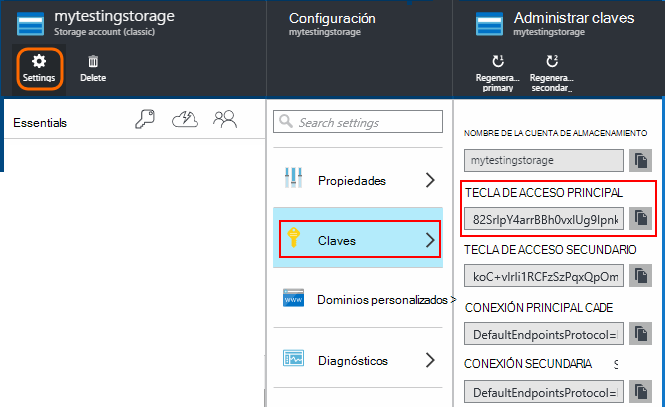 mytestingstorage
Storage account (classic)
Settings
Delete
Essentials
Configuración
mytestingstorage
Search settings
Propiedades
Claves
www
Dominios personalizados >
Diagnósticos
Administrar claves
mytestingstorage
Regenera...
primary
Regenera...
secondar_
NOMBRE DE LA CUENTA DE ALMACENAMIENTO
mytestingstorage
TECLA DE ACCESO PRINCIPAL
82SrlpY4arrBBh0vxlUg9lpnk
TECLA DE ACCESO SECUNDARIO
koC+vlrli1RCFzSzPqxQpOm
CONEXIÓN PRINCIPAL CADE
DefaultEndpointsProtocol=
CONEXIÓN SECUNDARIA S
DefaultEndpointsProtocol=